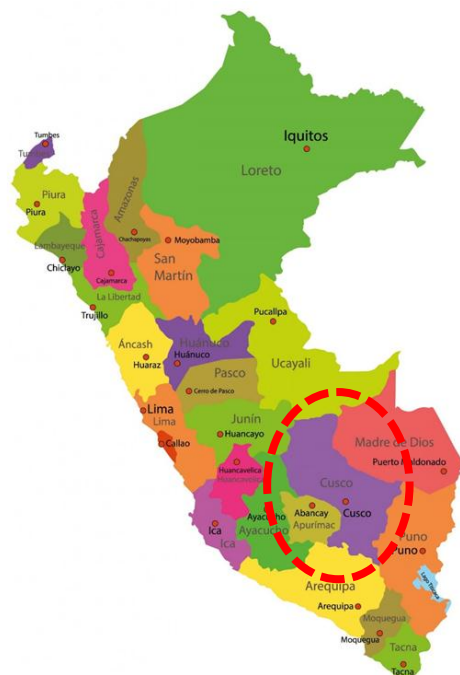 Tumbes
Tumbes
Piura
Piura
Lambayeque
Chiclayo
Cajamarca
Cajamarca
Amazonas
Chachapoyas
Iquitos
Loreto
Moyobamba
San
Martín
La Libertad
Trujillo
Áncash
Huaraz
Huánuco
Huánuco
Pucallpa
Ucayali
Pasco
Cerro de Pasco
Lima
Lima
Callao
Junín
Huancayo
Huancavelica
Huancavelica
Ica
Ica
Ayacucho
Ayacucho
Madre de Dios
Puerto Maldonado
Cusco
Cusco
Abancay
Apurímac
Puno
Puno
Lago Titicaca
Arequipa
Arequipa
Moquegua
Moquegua
Tacna
Tacna